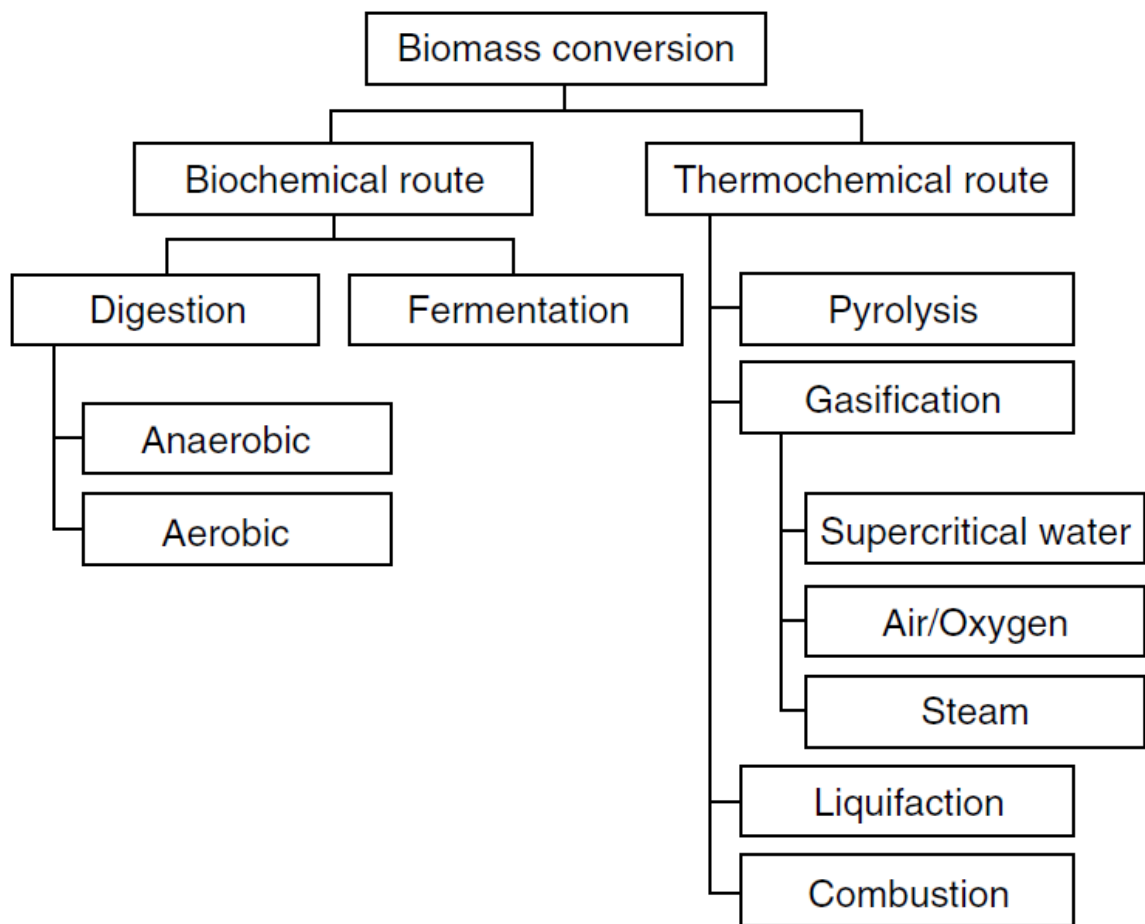 Biomass conversion
Biochemical route
Thermochemical route
Digestion
Fermentation
Anaerobic
Aerobic
Pyrolysis
Gasification
Supercritical water
Air/Oxygen
Steam
Liquifaction
Combustion